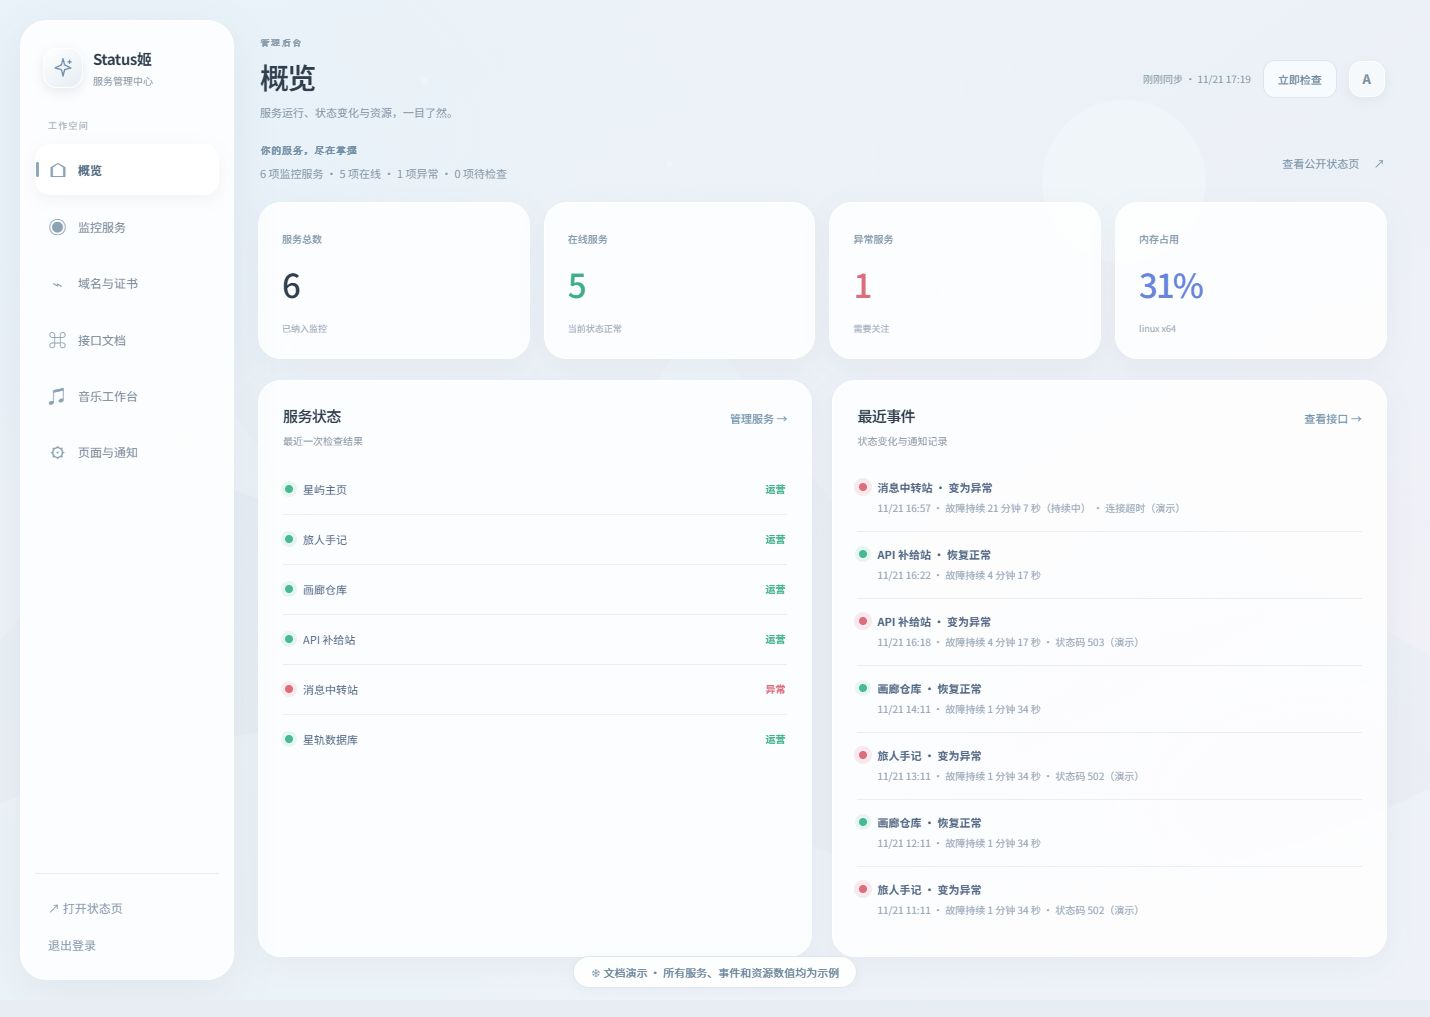 Status姬
服务管理中心
工作空间
概览
监控服务
域名与证书
接口文档
音乐工作台
页面与通知
↗ 打开状态页
退出登录
管理后台
概览
服务运行、状态变化与资源，一目了然。
刚刚同步 · 11/21 17:19
立即检查
A
你的服务，尽在掌握
6 项监控服务 · 5 项在线 · 1 项异常 · 0 项待检查
查看公开状态页 ↗
服务总数
6
已纳入监控
在线服务
5
当前状态正常
异常服务
1
需要关注
内存占用
31%
linux x64
服务状态
管理服务 →
最近一次检查结果
星屿主页 运营
旅人手记 运营
画廊仓库 运营
API 补给站 运营
消息中转站 异常
星轨数据库 运营
最近事件
查看接口 →
状态变化与通知记录
消息中转站 · 变为异常
11/21 16:57 · 故障持续 21 分钟 7 秒（持续中） · 连接超时（演示）
API 补给站 · 恢复正常
11/21 16:22 · 故障持续 4 分钟 17 秒
API 补给站 · 变为异常
11/21 16:18 · 故障持续 4 分钟 17 秒 · 状态码 503（演示）
画廊仓库 · 恢复正常
11/21 14:11 · 故障持续 1 分钟 34 秒
旅人手记 · 变为异常
11/21 13:11 · 故障持续 1 分钟 34 秒 · 状态码 502（演示）
画廊仓库 · 恢复正常
11/21 12:11 · 故障持续 1 分钟 34 秒
旅人手记 · 变为异常
11/21 11:11 · 故障持续 1 分钟 34 秒 · 状态码 502（演示）
❄ 文档演示 · 所有服务、事件和资源数值均为示例